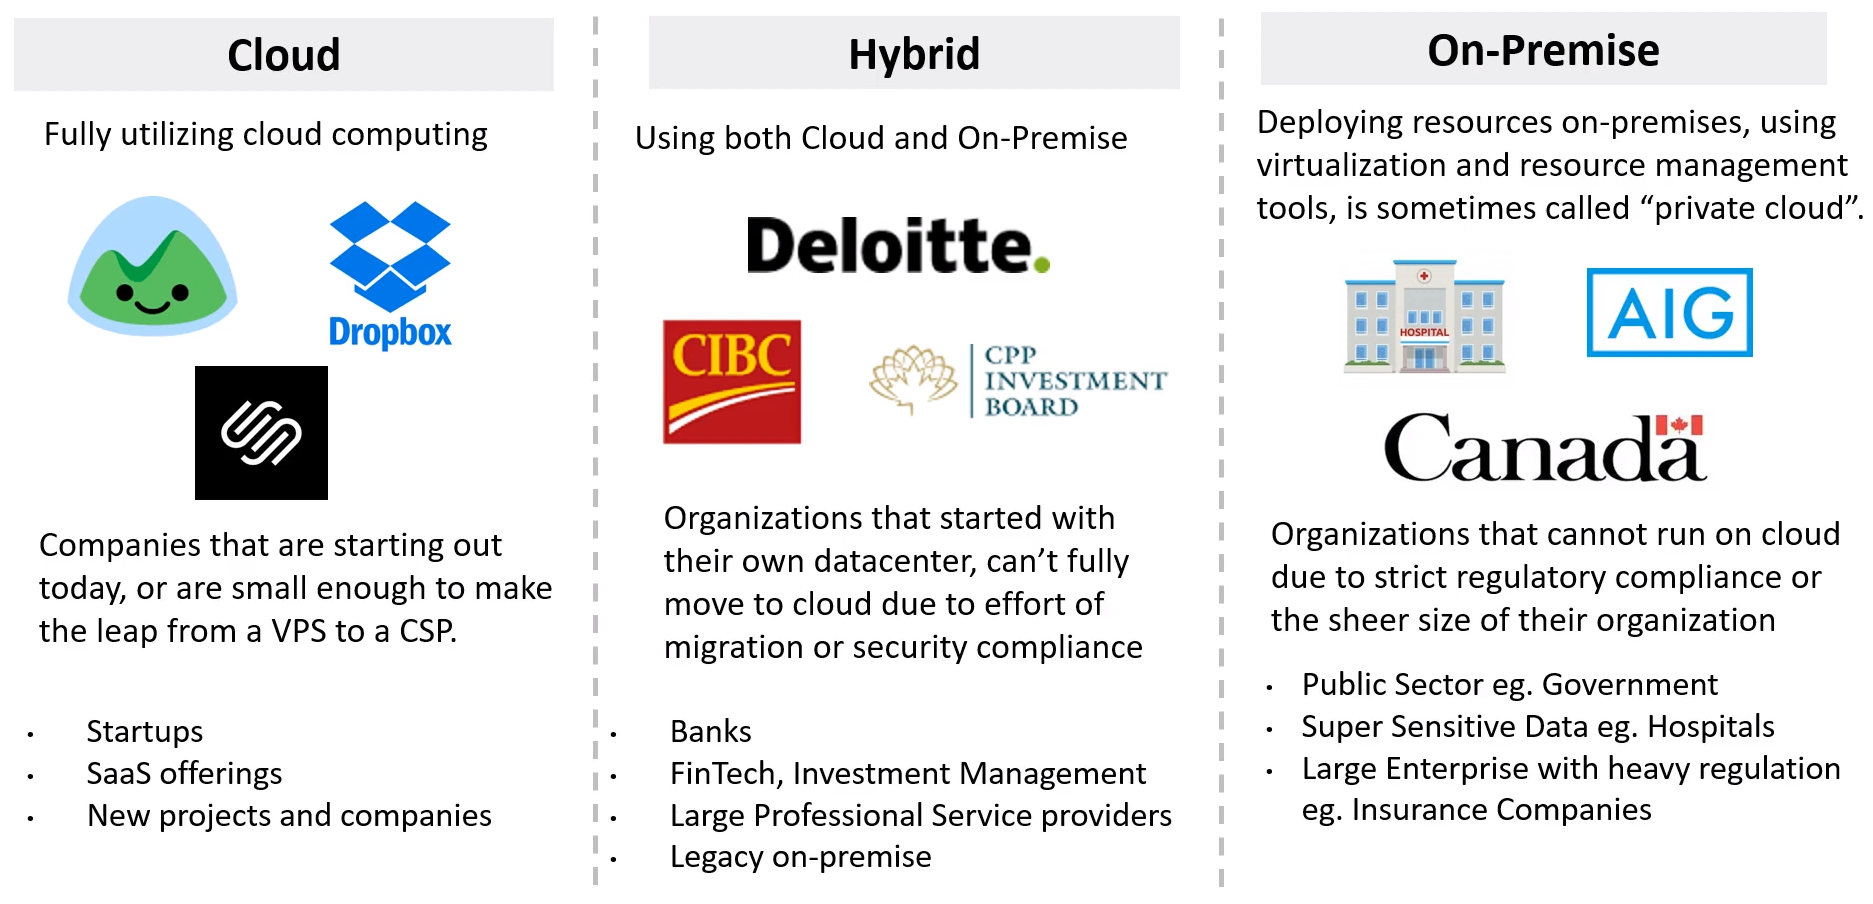 Cloud
Fully utilizing cloud computing
Dropbox
Companies that are starting out
today, or are small enough to make
the leap from a VPS to a CSP.
· Startups
· SaaS offerings
· New projects and companies
Hybrid
Using both Cloud and On-Premise
Deloitte.
CIBC
CPP
INVESTMENT
BOARD
Organizations that started with
their own datacenter, can’t fully
move to cloud due to effort of
migration or security compliance
· Banks
· FinTech, Investment Management
· Large Professional Service providers
· Legacy on-premise
On-Premise
Deploying resources on-premises, using
virtualization and resource management
tools, is sometimes called “private cloud”.
HOSPITAL
AIG
Canada
Organizations that cannot run on cloud
due to strict regulatory compliance or
the sheer size of their organization
· Public Sector eg. Government
· Super Sensitive Data eg. Hospitals
· Large Enterprise with heavy regulation
eg. Insurance Companies